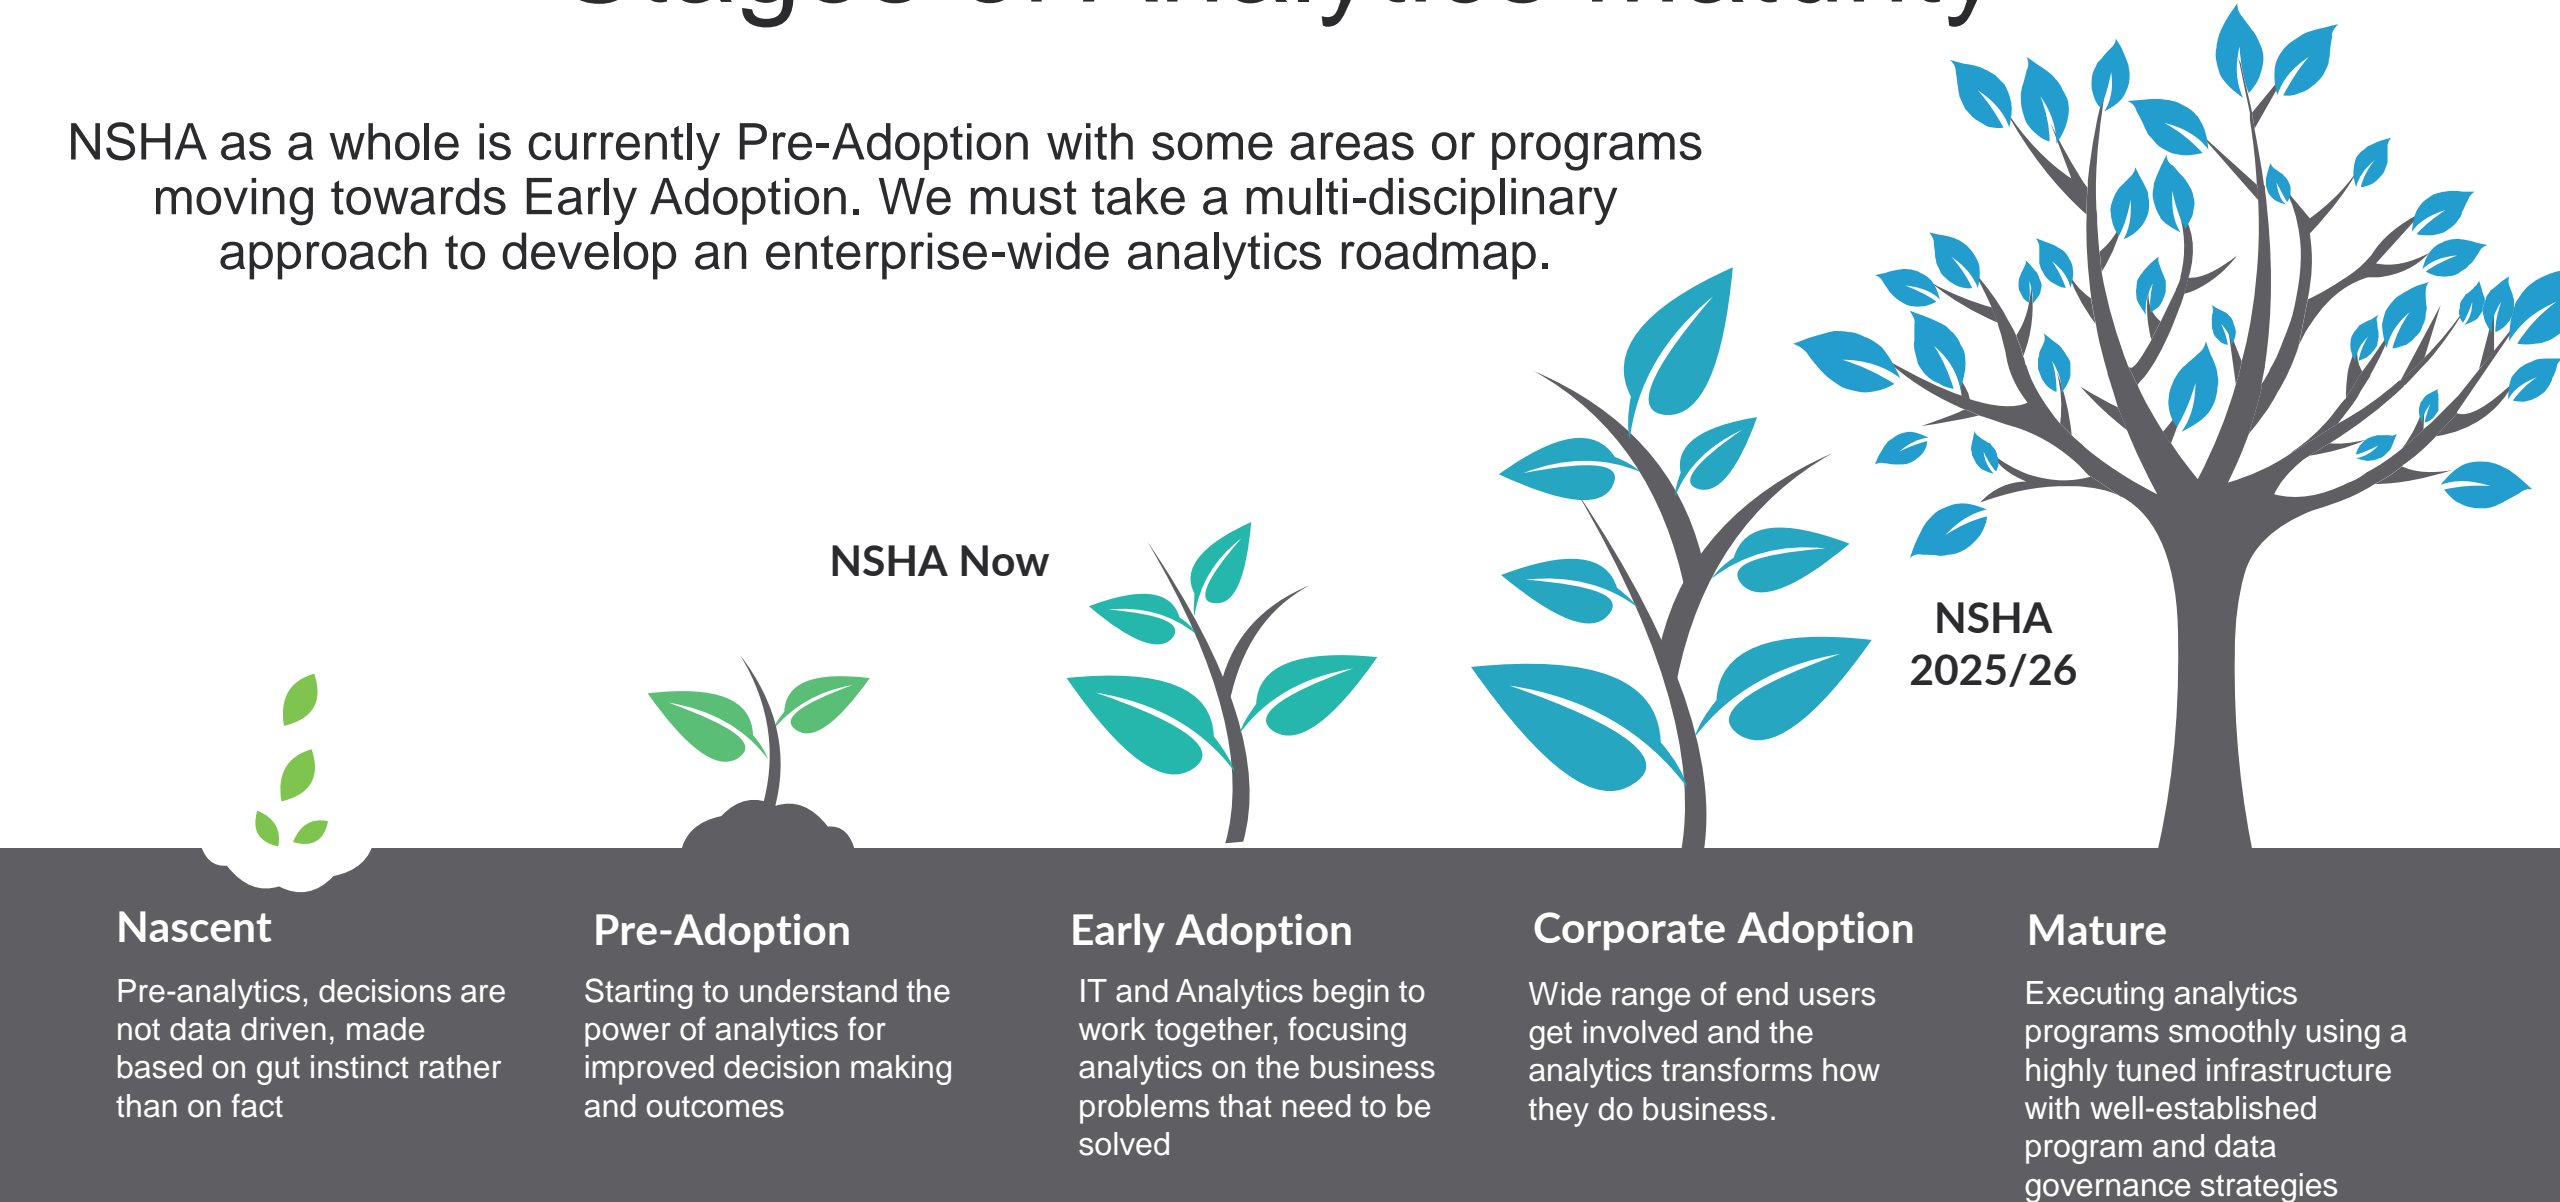 Stages of Analytics Maturity
NSHA as a whole is currently Pre-Adoption with some areas or programs
moving towards Early Adoption. We must take a multi-disciplinary
approach to develop an enterprise-wide analytics roadmap.
NSHA Now
NSHA
2025/26
Nascent
Pre-analytics, decisions are
not data driven, made
based on gut instinct rather
than on fact
Pre-Adoption
Starting to understand the
power of analytics for
improved decision making
and outcomes
Early Adoption
IT and Analytics begin to
work together, focusing
analytics on the business
problems that need to be
solved
Corporate Adoption
Wide range of end users
get involved and the
analytics transforms how
they do business.
Mature
Executing analytics
programs smoothly using a
highly tuned infrastructure
with well-established
program and data
governance strategies